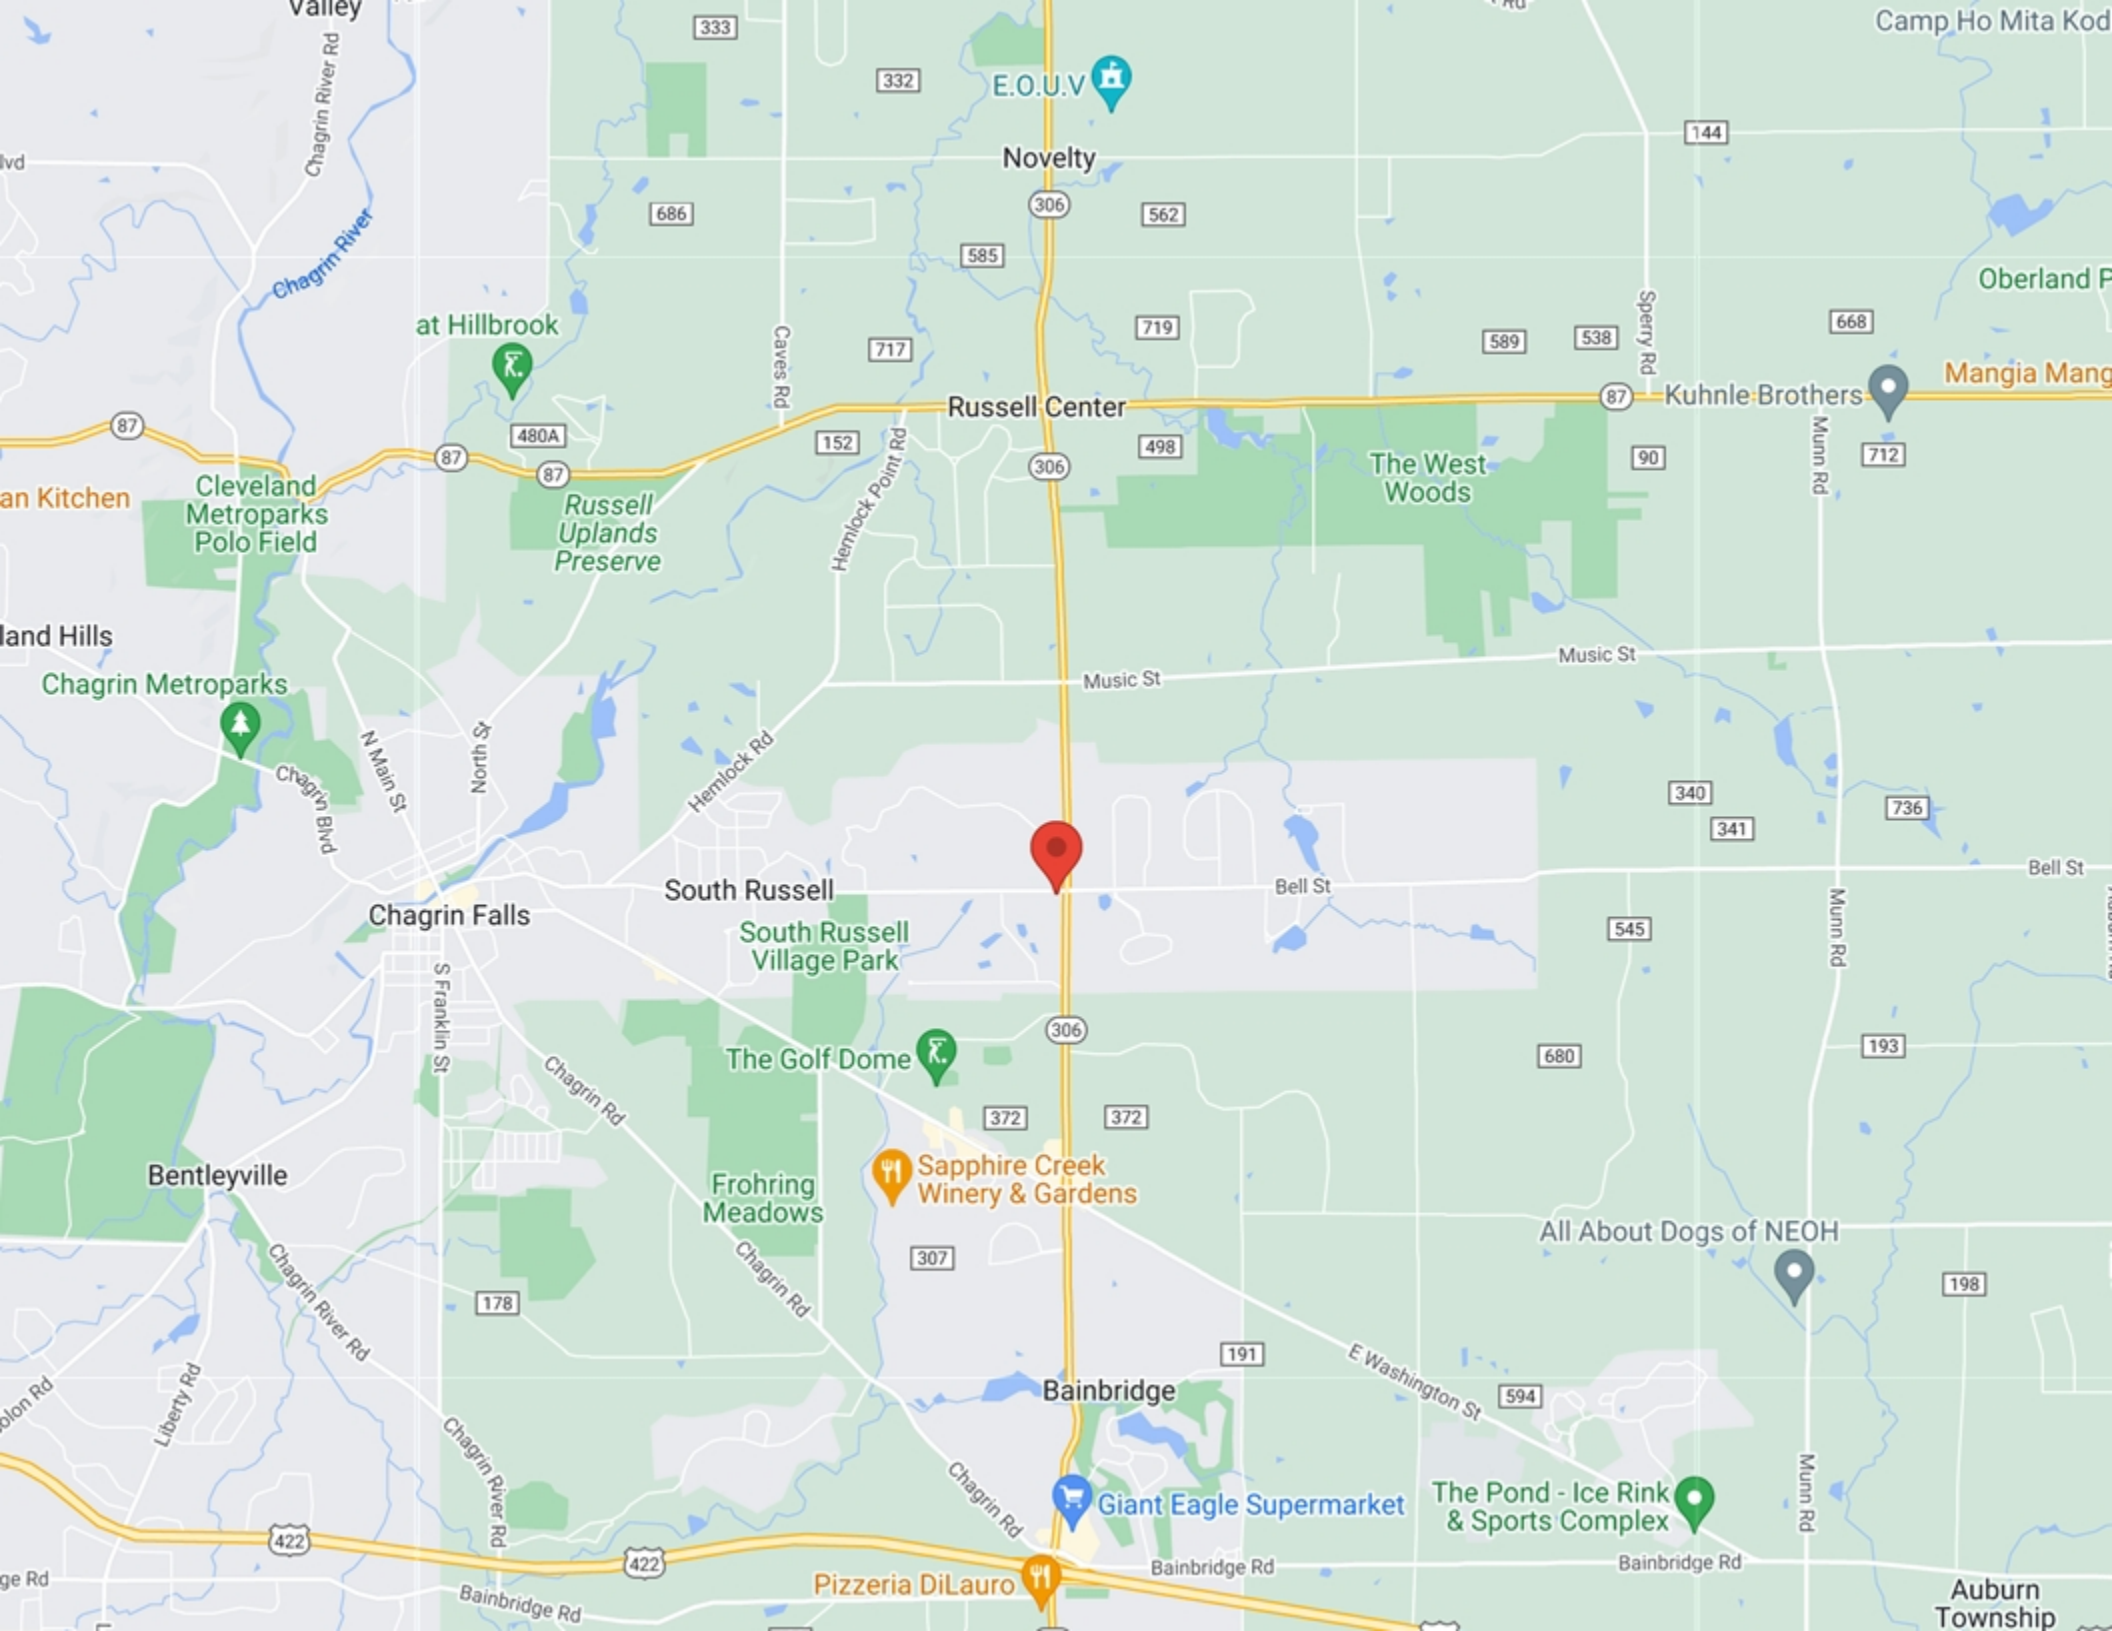 Valley
Camp Ho Mita Kod
Rd
333
332
E.O.U.V
Chagrin River Rd
144
Novelty
lvd
306
686
562
Chagrin River
585
Oberland P
Sperry Rd
at Hillbrook
719
668
Caves Rd
717
589
538
Mangia Mang
Kuhnle Brothers
87
Russell Center
87
480A
152
498
87
87
306
90
712
Munn Rd
The West
Woods
Hemlock Point Rd
Cleveland
Metroparks
Polo Field
an Kitchen
Russell
Uplands
Preserve
land Hills
Music St
Music St
Chagrin Metroparks
N Main St
North St
Hemlock Rd
Chagrin Blvd
340
736
341
Bell St
South Russell
Bell St
Chagrin Falls
South Russell
Village Park
545
Munn Rd
S Franklin St
306
193
The Golf Dome
680
Chagrin Rd
372
372
Bentleyville
Sapphire Creek
Winery & Gardens
Frohring
Meadows
All About Dogs of NEOH
307
Chagrin Rd
198
Chagrin River Rd
178
191
E Washington St
Bainbridge
594
olon Rd
Liberty Rd
Chagrin River Rd
Chagrin Rd
Giant Eagle Supermarket
The Pond - Ice Rink
& Sports Complex
Munn Rd
422
422
Bainbridge Rd
Bainbridge Rd
ge Rd
Pizzeria DiLauro
Bainbridge Rd
Auburn
Township